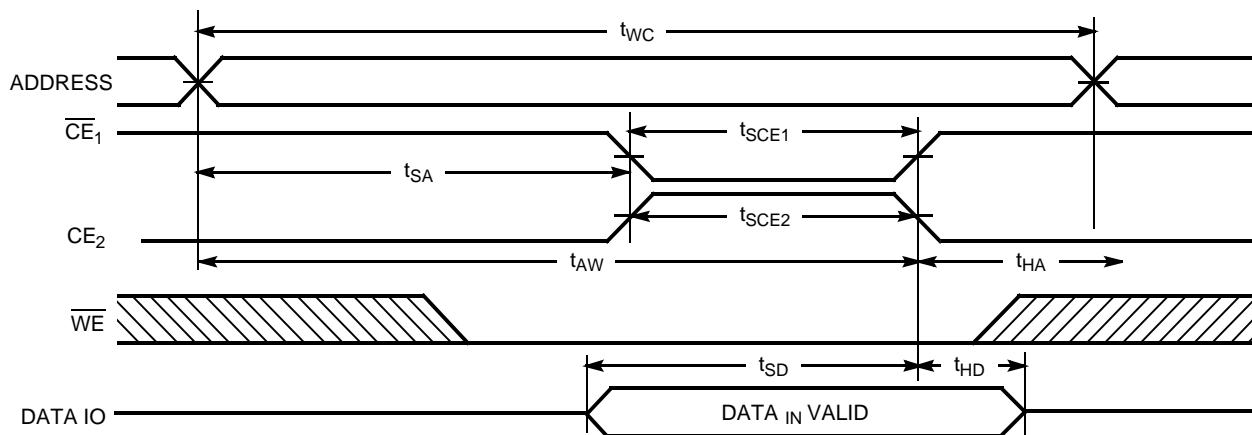 tWC
ADDRESS
CE1
tSCE1
tSA
tSCE2
CE2
tAW
tHA
WE
tSD
tHD
DATA IO
DATA IN VALID